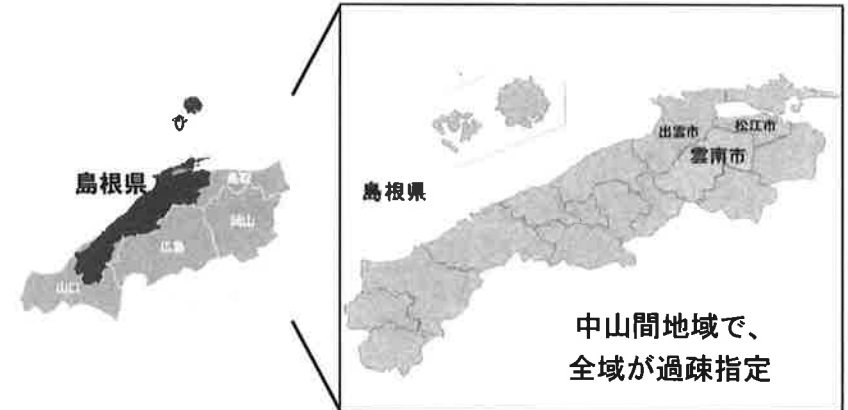 島根県
鳥取
岡山
広島
山口
出雲市
松江市
雲南市
島根県
中山間地域で、
全域が過疎指定